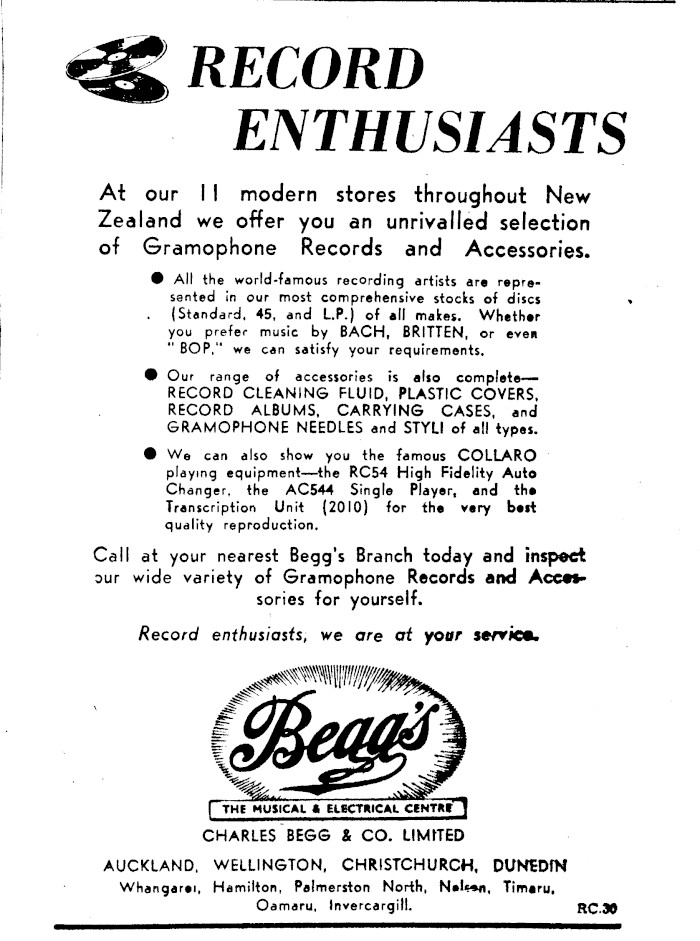 RECORD
ENTHUSIASTS
At our 11 modern stores throughout New
Zealand we offer you an unrivalled selection
of Gramophone Records and Accessories.
● All the world-famous recording artists are repre-
sented in our most comprehensive stocks of discs
(Standard, 45, and L.P.) of all makes. Whether
you prefer music by BACH, BRITTEN, or even
"BOP," we can satisfy your requirements.
● Our range of accessories is also complete—
RECORD CLEANING FLUID, PLASTIC COVERS,
RECORD ALBUMS, CARRYING CASES, and
GRAMOPHONE NEEDLES and STYLI of all types.
● We can also show you the famous COLLARO
playing equipment—the RC54 High Fidelity Auto
Changer, the AC544 Single Player, and the
Transcription Unit (2010) for the very best
quality reproduction.
Call at your nearest Begg's Branch today and inspect
our wide variety of Gramophone Records and Acces-
sories for yourself.
Record enthusiasts, we are at your service.
Begg's
THE MUSICAL & ELECTRICAL CENTRE
CHARLES BEGG & CO. LIMITED
AUCKLAND, WELLINGTON, CHRISTCHURCH, DUNEDIN
Whangarei, Hamilton, Palmerston North, Nelson, Timaru,
Oamaru, Invercargill.
RC.30